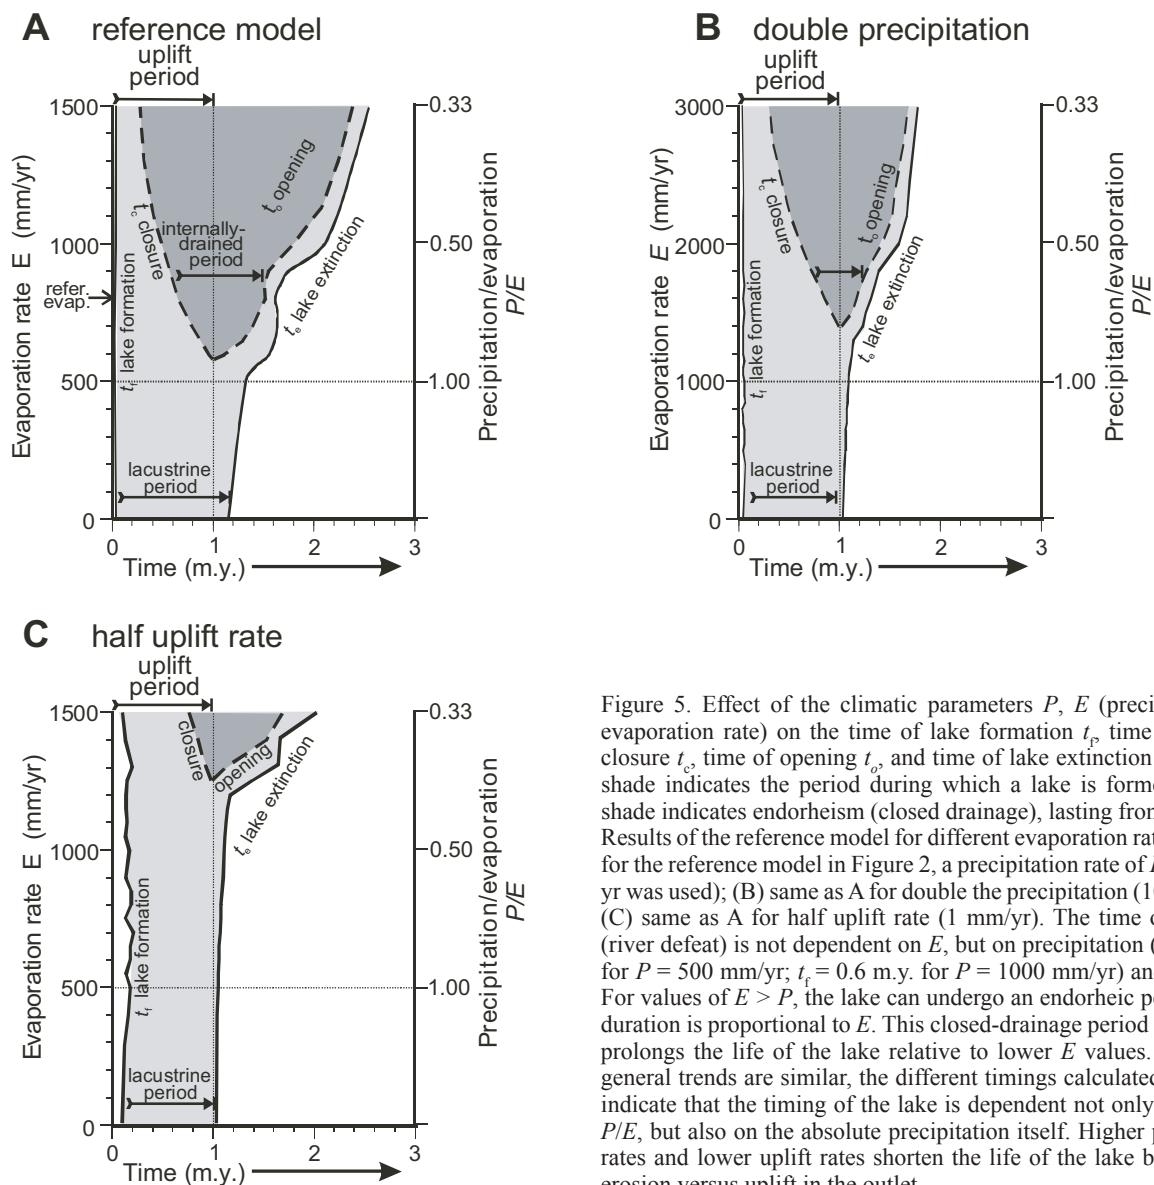 A reference model
uplift
period
1500
1000
500
0
Evaporation rate E (mm/yr)
refer.
evap.
tf lake formation
tc closure
internally-
drained
period
to opening
te lake extinction
lacustrine
period
0.33
0.50
1.00
Precipitation/evaporation
P/E
0 1 2 3
Time (m.y.)
B double precipitation
uplift
period
3000
2000
1000
0
Evaporation rate E (mm/yr)
tf lake formation
tc closure
to opening
te lake extinction
lacustrine
period
0.33
0.50
1.00
Precipitation/evaporation
P/E
0 1 2 3
Time (m.y.)
C half uplift rate
uplift
period
1500
1000
500
0
Evaporation rate E (mm/yr)
tf lake formation
closure
opening
te lake extinction
lacustrine
period
0.33
0.50
1.00
Precipitation/evaporation
P/E
0 1 2 3
Time (m.y.)
Figure 5. Effect of the climatic parameters P, E (precip
evaporation rate) on the time of lake formation tf, time
closure tc, time of opening to, and time of lake extinction
shade indicates the period during which a lake is forme
shade indicates endorheism (closed drainage), lasting from
Results of the reference model for different evaporation rat
for the reference model in Figure 2, a precipitation rate of
yr was used); (B) same as A for double the precipitation (1
(C) same as A for half uplift rate (1 mm/yr). The time o
(river defeat) is not dependent on E, but on precipitation (
for P = 500 mm/yr; tf = 0.6 m.y. for P = 1000 mm/yr) an
For values of E > P, the lake can undergo an endorheic pe
duration is proportional to E. This closed-drainage period
prolongs the life of the lake relative to lower E values.
general trends are similar, the different timings calculated
indicate that the timing of the lake is dependent not only
P/E, but also on the absolute precipitation itself. Higher p
rates and lower uplift rates shorten the life of the lake b
erosion versus uplift in the outlet.